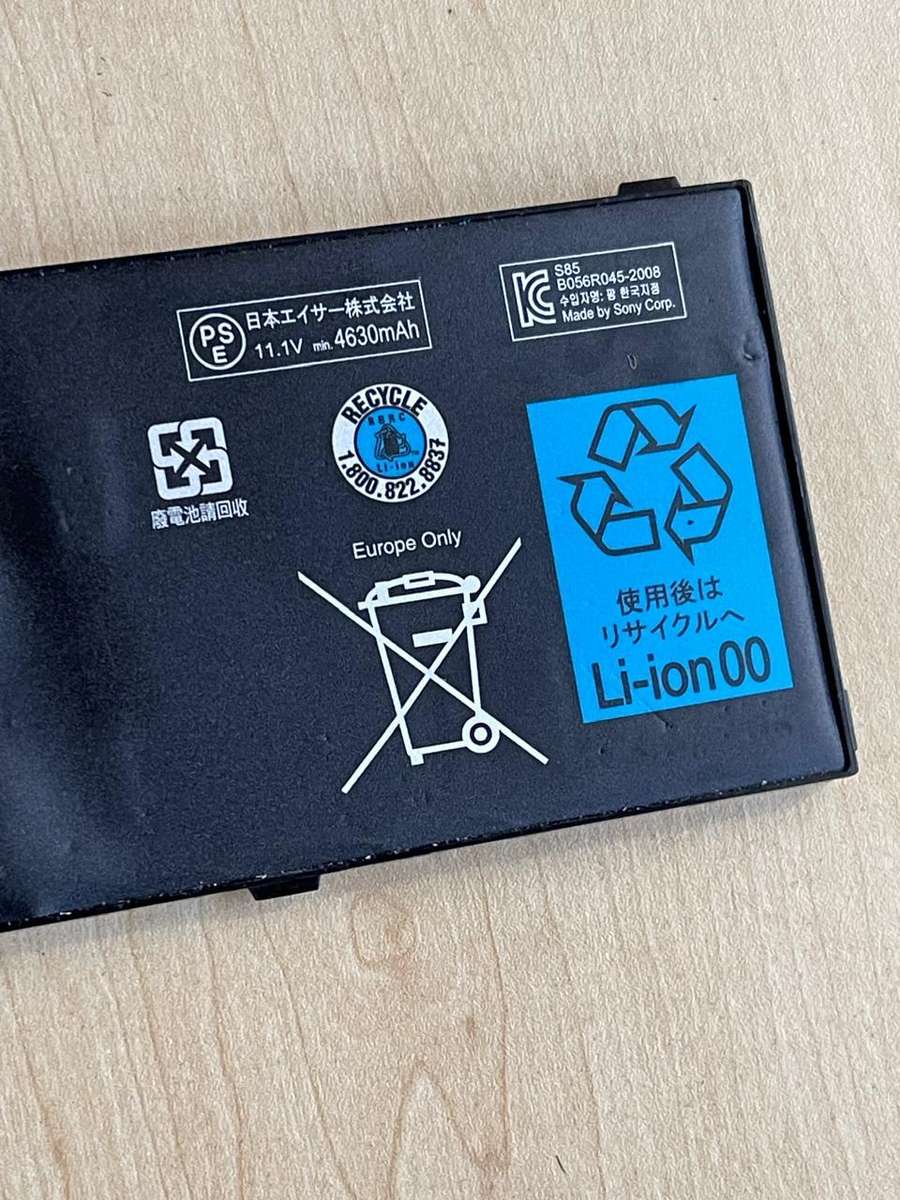 PS
E
日本エイサー株式会社
11.1V min.4630mAh
S85
B056R045-2008
수입자명: 팜 한국지점
Made by Sony Corp.
RECYCLE
RBRC
Li-ion
TM
1.800.822.8837
廢電池請回收
Europe Only
使用後は
リサイクルへ
Li-ion00